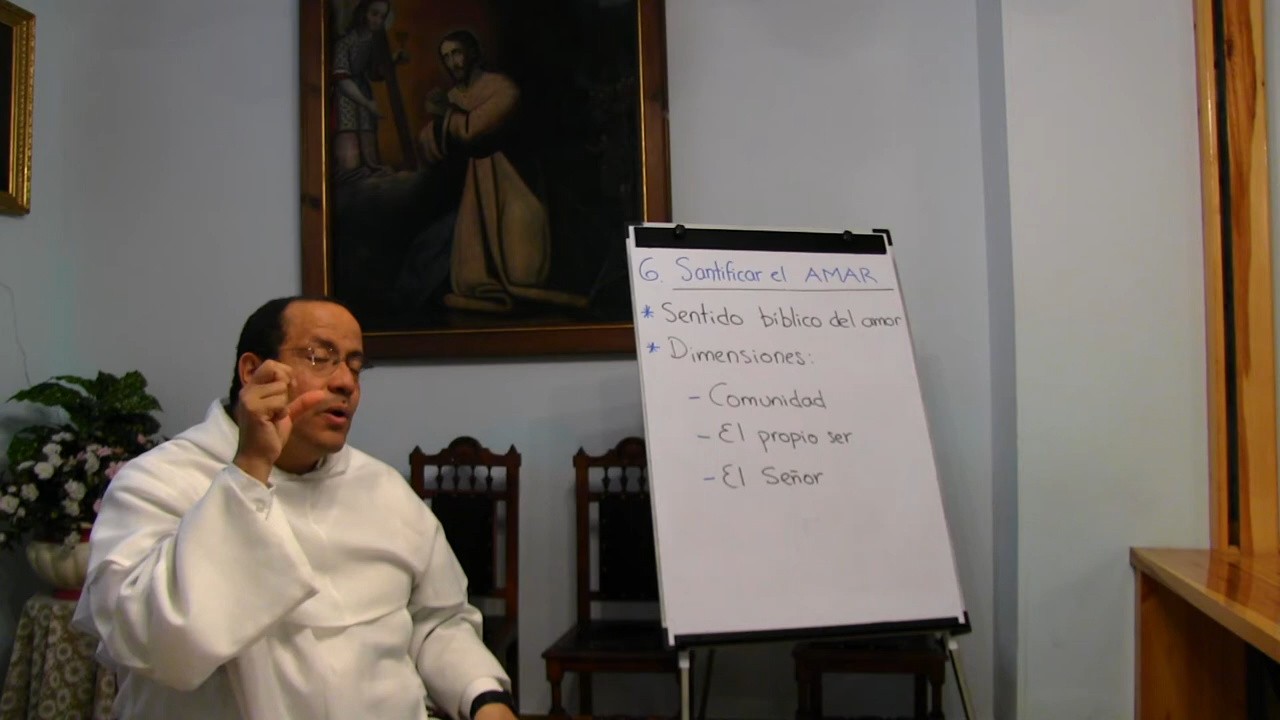 6. Santificar el AMAR
* Sentido bíblico del amor
* Dimensiones:
- Comunidad
- El propio ser
- El Señor